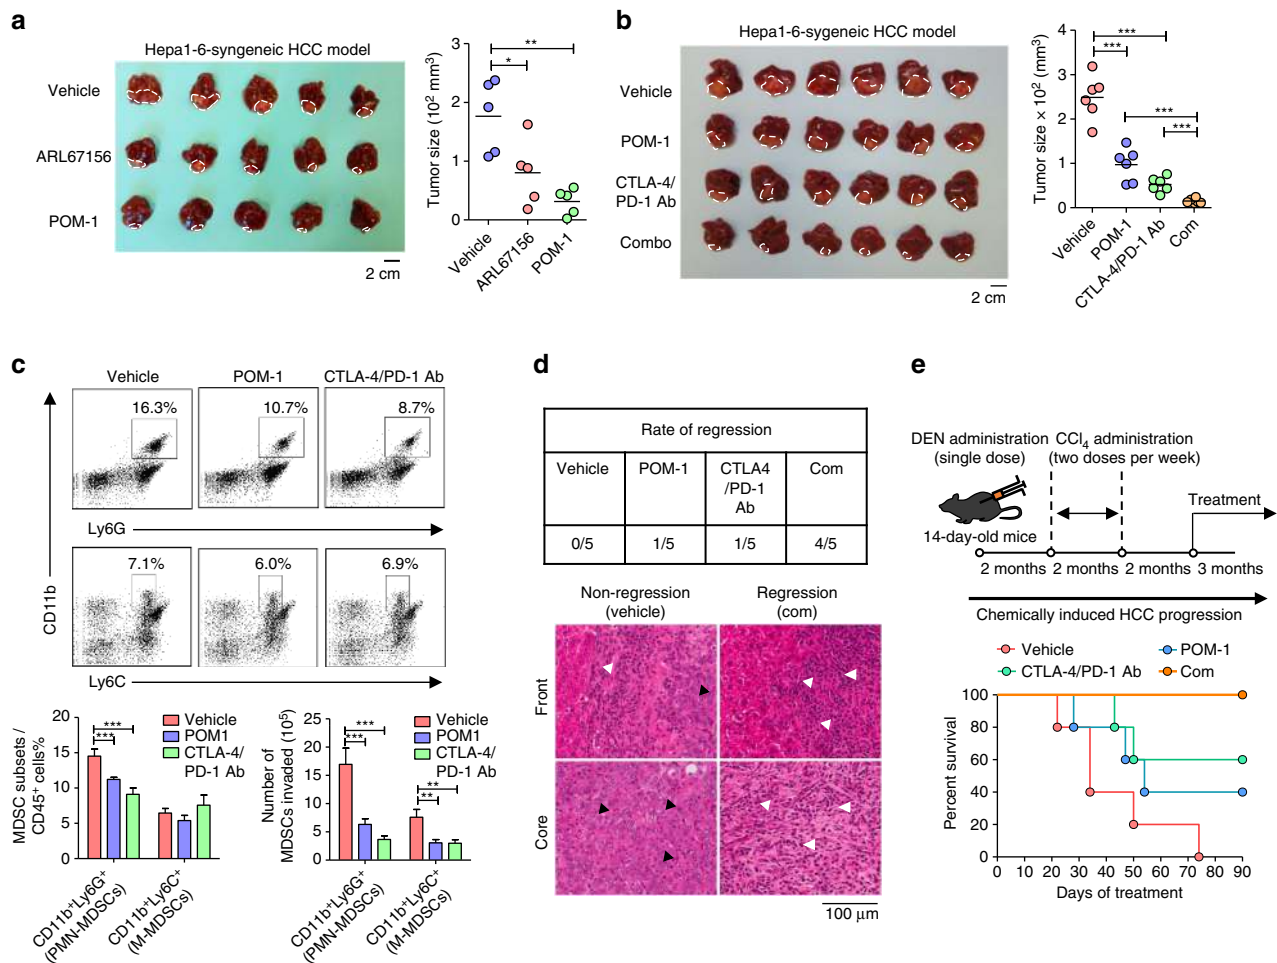 a
Hepa1-6-syngeneic HCC model
Vehicle
ARL67156
POM-1
2 cm
Tumor size (10² mm³)
3
2
1
0
**
*
Vehicle
ARL67156
POM-1
b
Hepa1-6-sygeneic HCC model
Vehicle
POM-1
CTLA-4/
PD-1 Ab
Combo
2 cm
Tumor size × 10² (mm³)
4
3
2
1
0
***
***
***
***
Vehicle
POM-1
CTLA-4/PD-1 Ab
Com
c
Vehicle
POM-1
CTLA-4/PD-1 Ab
16.3%
10.7%
8.7%
Ly6G
7.1%
6.0%
6.9%
CD11b
Ly6C
MDSC subsets /
CD45⁺ cells%
20
15
10
5
0
***
***
Vehicle
POM1
CTLA-4/
PD-1 Ab
CD11b⁺Ly6G⁺
(PMN-MDSCs)
CD11b⁺Ly6C⁺
(M-MDSCs)
Number of
MDSCs invaded (10⁵)
25
20
15
10
5
0
***
***
**
**
Vehicle
POM1
CTLA-4/
PD-1 Ab
CD11b⁺Ly6G⁺
(PMN-MDSCs)
CD11b⁺Ly6C⁺
(M-MDSCs)
d
Rate of regression
Vehicle
POM-1
CTLA4
/PD-1
Ab
Com
0/5
1/5
1/5
4/5
Non-regression
(vehicle)
Regression
(com)
Front
Core
100 μm
e
DEN administration
(single dose)
CCl₄ administration
(two doses per week)
Treatment
14-day-old mice
2 months 2 months 2 months 3 months
Chemically induced HCC progression
Vehicle
POM-1
CTLA-4/PD-1 Ab
Com
Percent survival
100
80
60
40
20
0
0 10 20 30 40 50 60 70 80 90
Days of treatment